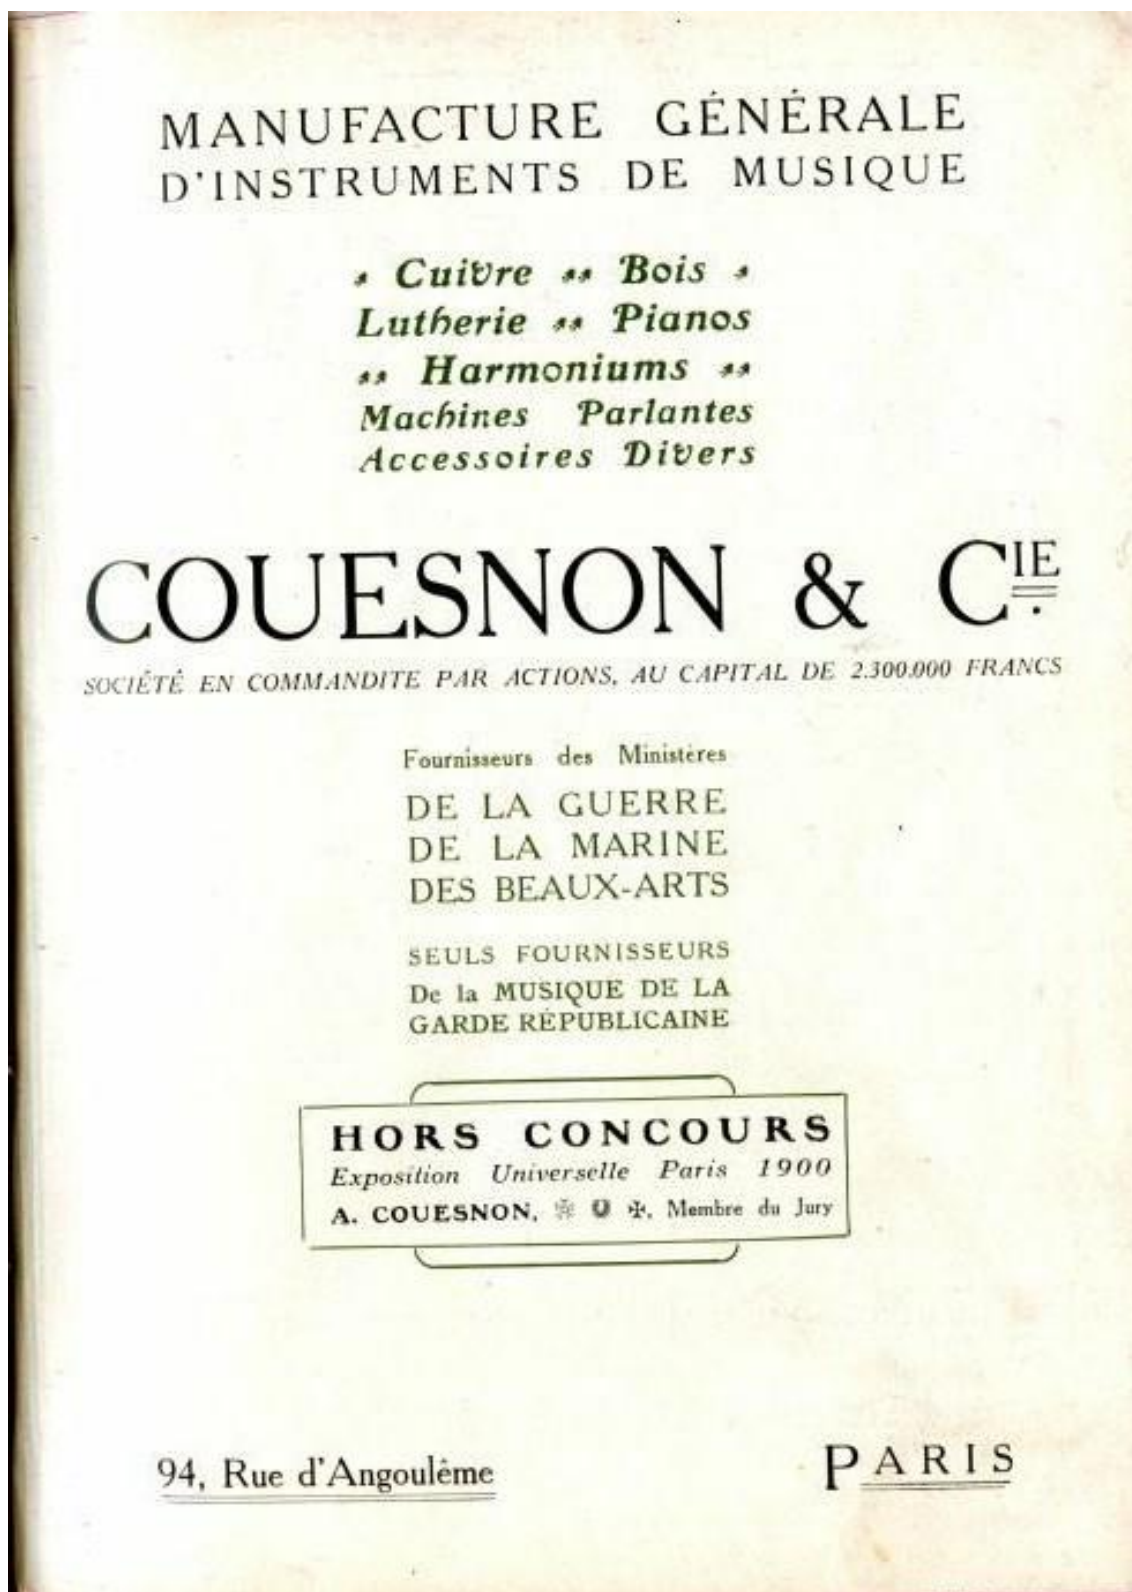 MANUFACTURE GÉNÉRALE
D'INSTRUMENTS DE MUSIQUE
Cuivre Bois
Lutherie Pianos
Harmoniums
Machines Parlantes
Accessoires Divers
COUESNON & CIE
SOCIÉTÉ EN COMMANDITE PAR ACTIONS, AU CAPITAL DE 2.300.000 FRANCS
Fournisseurs des Ministères
DE LA GUERRE
DE LA MARINE
DES BEAUX-ARTS
SEULS FOURNISSEURS
De la MUSIQUE DE LA
GARDE RÉPUBLICAINE
HORS CONCOURS
Exposition Universelle Paris 1900
A. COUESNON, ✠, Membre du Jury
94, Rue d'Angoulême
PARIS